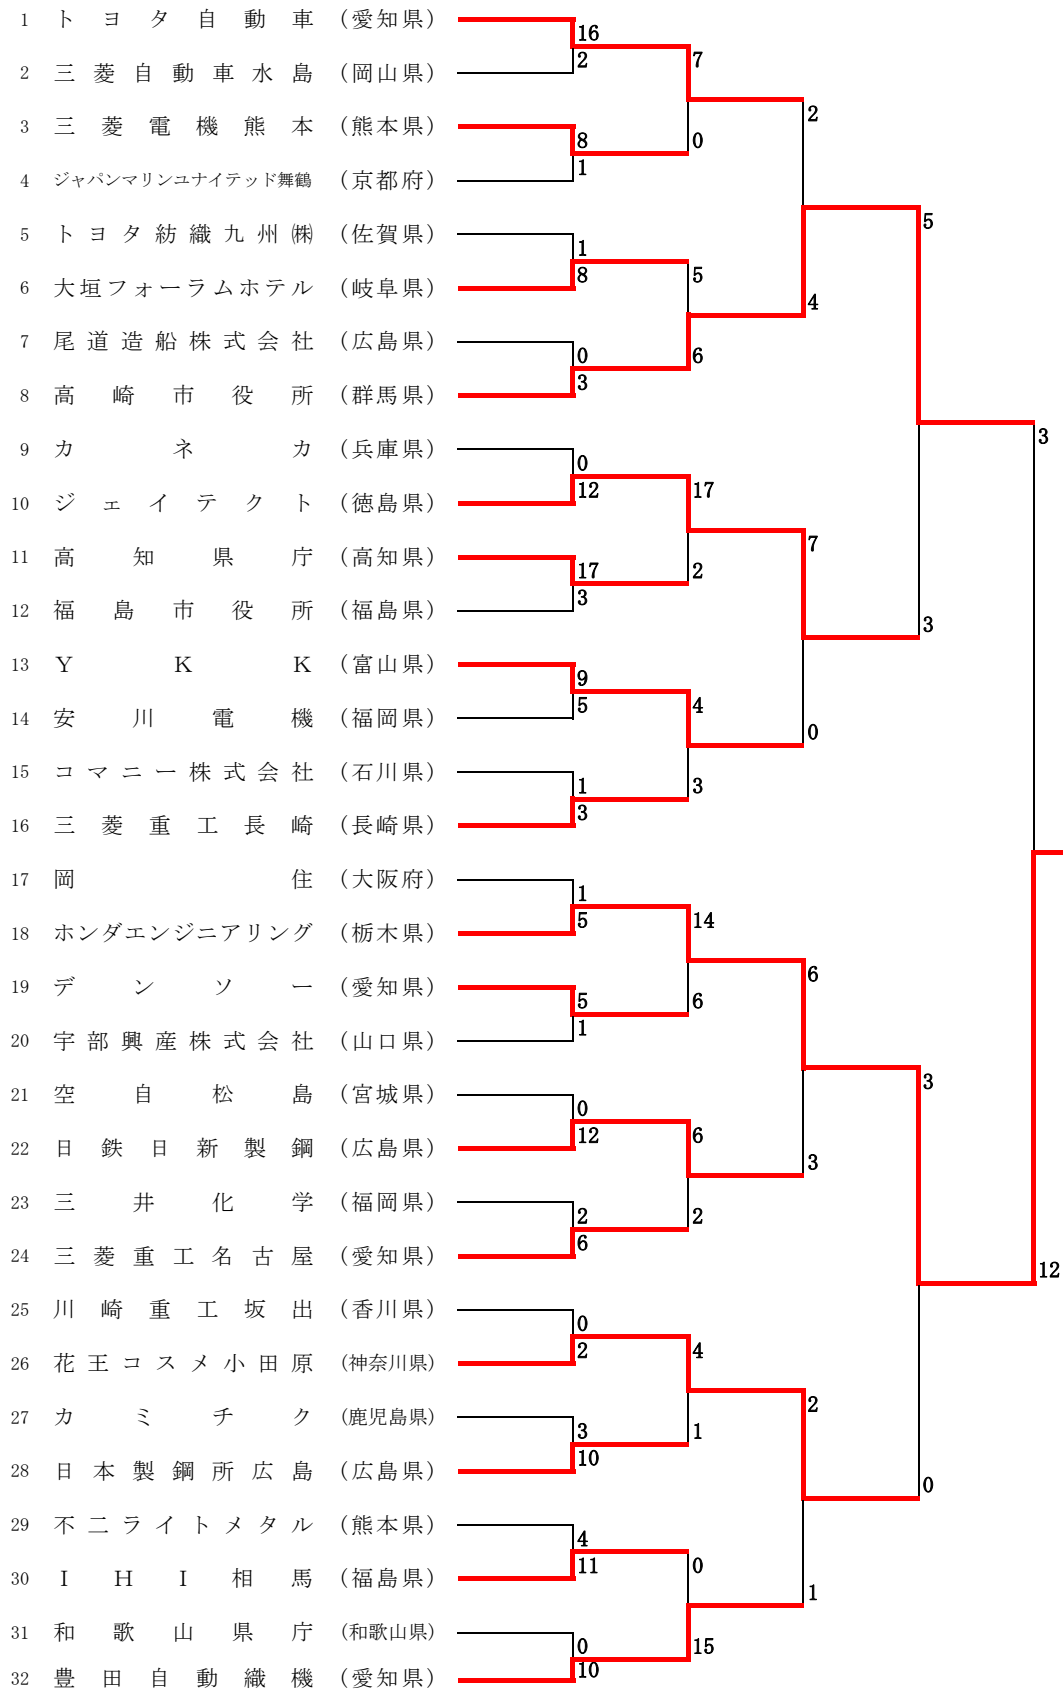 1 トヨタ自動車 (愛知県)
16
2
2 三菱自動車水島 (岡山県)
7
2
3 三菱電機熊本 (熊本県)
8
0
1
4 ジャパンマリンユナイテッド舞鶴 (京都府)
5
5 トヨタ紡織九州㈱ (佐賀県)
1
8
5
6 大垣フォーラムホテル (岐阜県)
4
7 尾道造船株式会社 (広島県)
0
6
3
8 高崎市役所 (群馬県)
3
9 カネカ (兵庫県)
0
12
17
10 ジェイテクト (徳島県)
7
11 高知県庁 (高知県)
17
2
3
12 福島市役所 (福島県)
3
13 YKK (富山県)
9
5
4
14 安川電機 (福岡県)
0
15 コマニー株式会社 (石川県)
1
3
3
16 三菱重工長崎 (長崎県)
17 岡住 (大阪府)
1
5
14
18 ホンダエンジニアリング (栃木県)
6
19 デンソー (愛知県)
5
6
1
20 宇部興産株式会社 (山口県)
3
21 空自松島 (宮城県)
0
12
6
22 日鉄日新製鋼 (広島県)
3
23 三井化学 (福岡県)
2
2
6
24 三菱重工名古屋 (愛知県)
12
25 川崎重工坂出 (香川県)
0
2
4
26 花王コスメ小田原 (神奈川県)
2
27 カミチク (鹿児島県)
3
1
10
28 日本製鋼所広島 (広島県)
0
29 不二ライトメタル (熊本県)
4
11
0
30 IHI相馬 (福島県)
1
31 和歌山県庁 (和歌山県)
0
15
10
32 豊田自動織機 (愛知県)